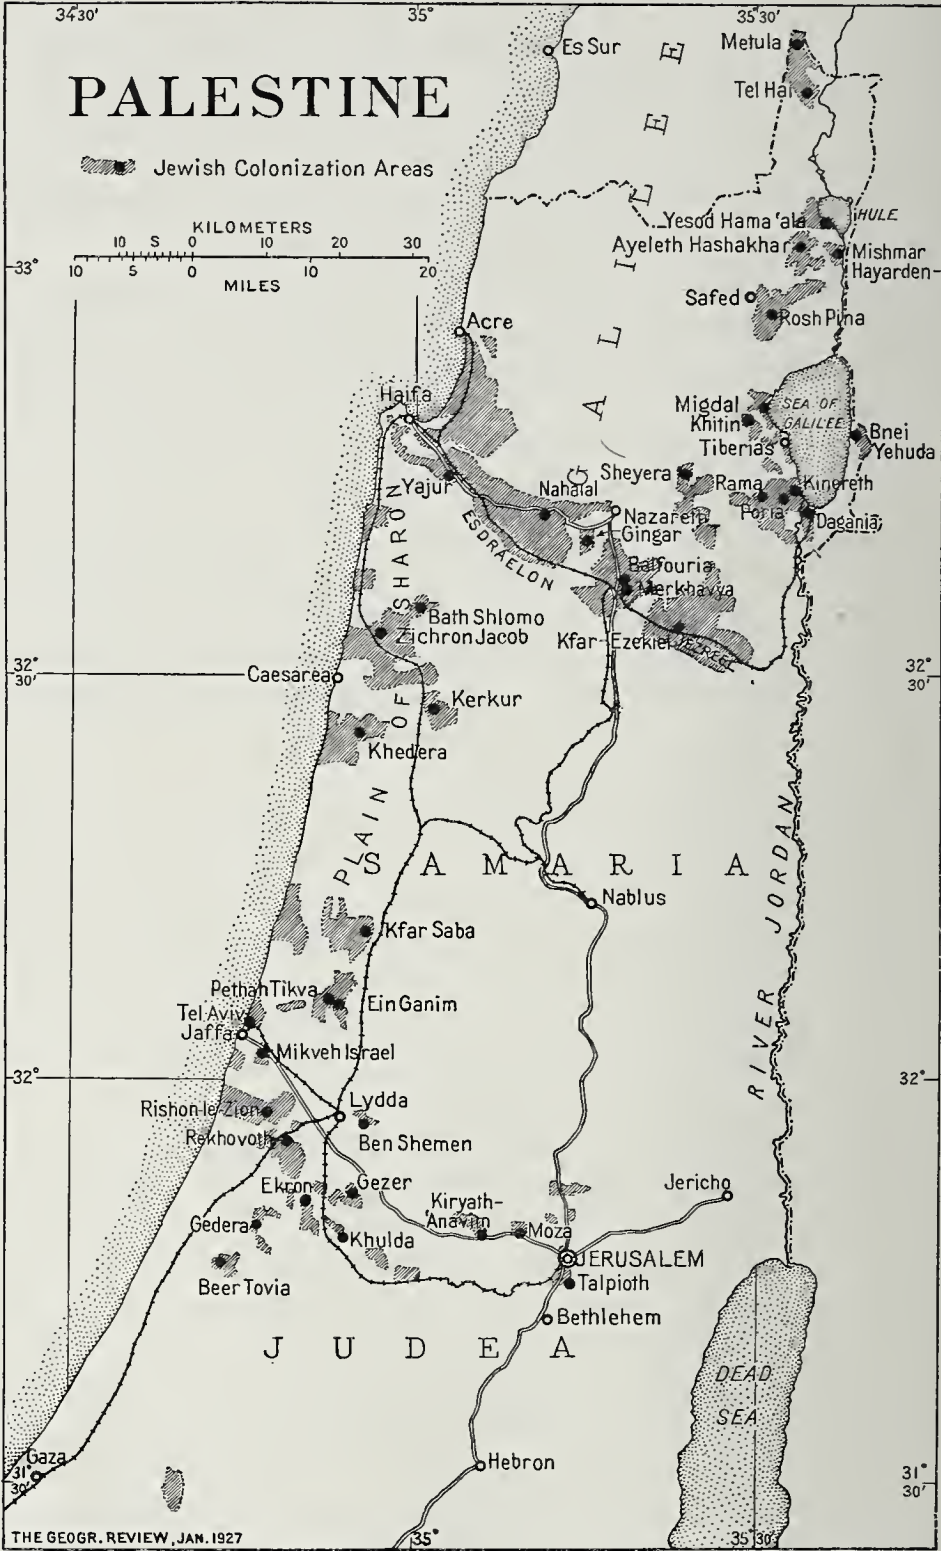 34°30'
35°
35°30'
Es Sur
Metula
Tel Hai
PALESTINE
Jewish Colonization Areas
KILOMETERS
10 5 0 10 20 30
10 5 0 10 20
MILES
GALILEE
HULE
Yesod Hama'ala
Ayeleth Hashakhar
Mishmar
Hayarden
33°
Safed
Rosh Pina
Acre
Haifa
Migdal
Khitin
Tiberias
SEA OF
GALILEE
Bnei
Yehuda
Sheyera
Rama
Kinereth
Poria
Dagania
Yajur
Nahalal
Nazareth
Gingar
ESDRAELON
Balfouria
Merkhavya
Kfar-Ezekiel
JEZREEL
Bath Shlomo
Zichron Jacob
Caesarea
32°
30'
32°
30'
Kerkur
Khedera
PLAIN OF SHARON
SAMARIA
Nablus
RIVER JORDAN
Kfar Saba
Pethah Tikva
Ein Ganim
Tel Aviv
Jaffa
Mikveh Israel
32°
32°
Rishon-le-Zion
Lydda
Rekhovoth
Ben Shemen
Ekron
Gezer
Jericho
Kiryath-
'Anavim
Gedera
Khulda
Moza
JERUSALEM
Talpioth
Beer Tovia
Bethlehem
JUDEA
DEAD
SEA
Gaza
Hebron
31°
30'
31°
30'
THE GEOGR. REVIEW, JAN. 1927
35°
35°30'